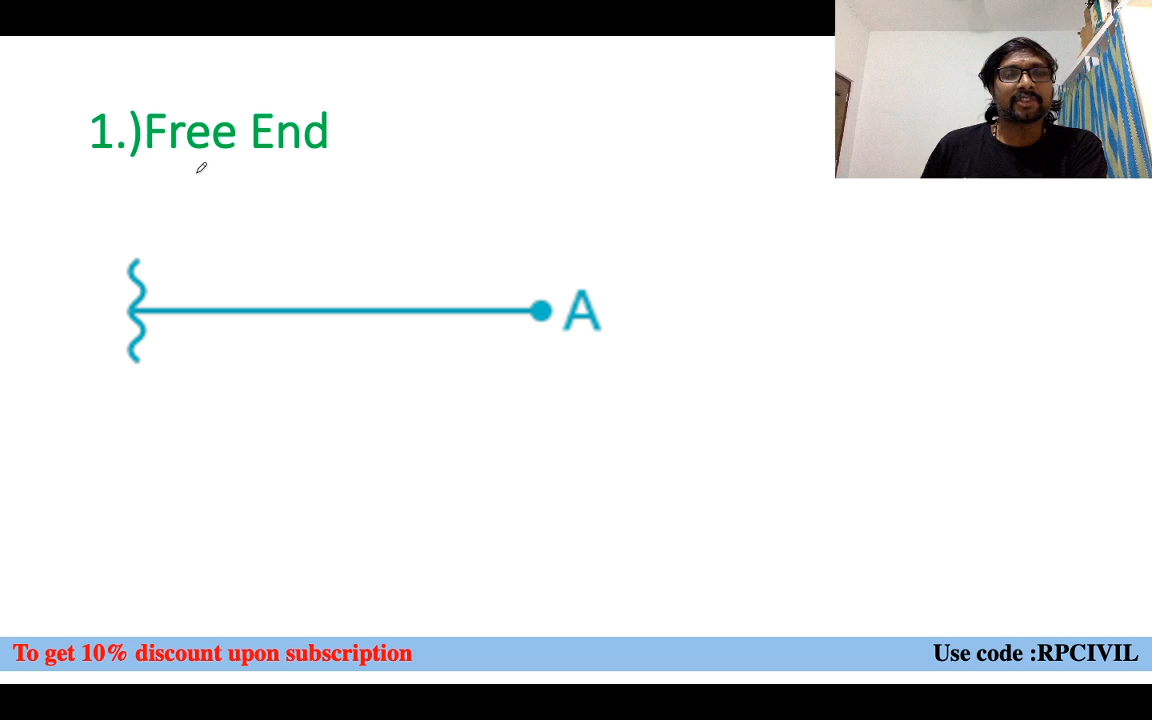 1.)Free End
A
To get 10% discount upon subscription
Use code :RPCIVIL